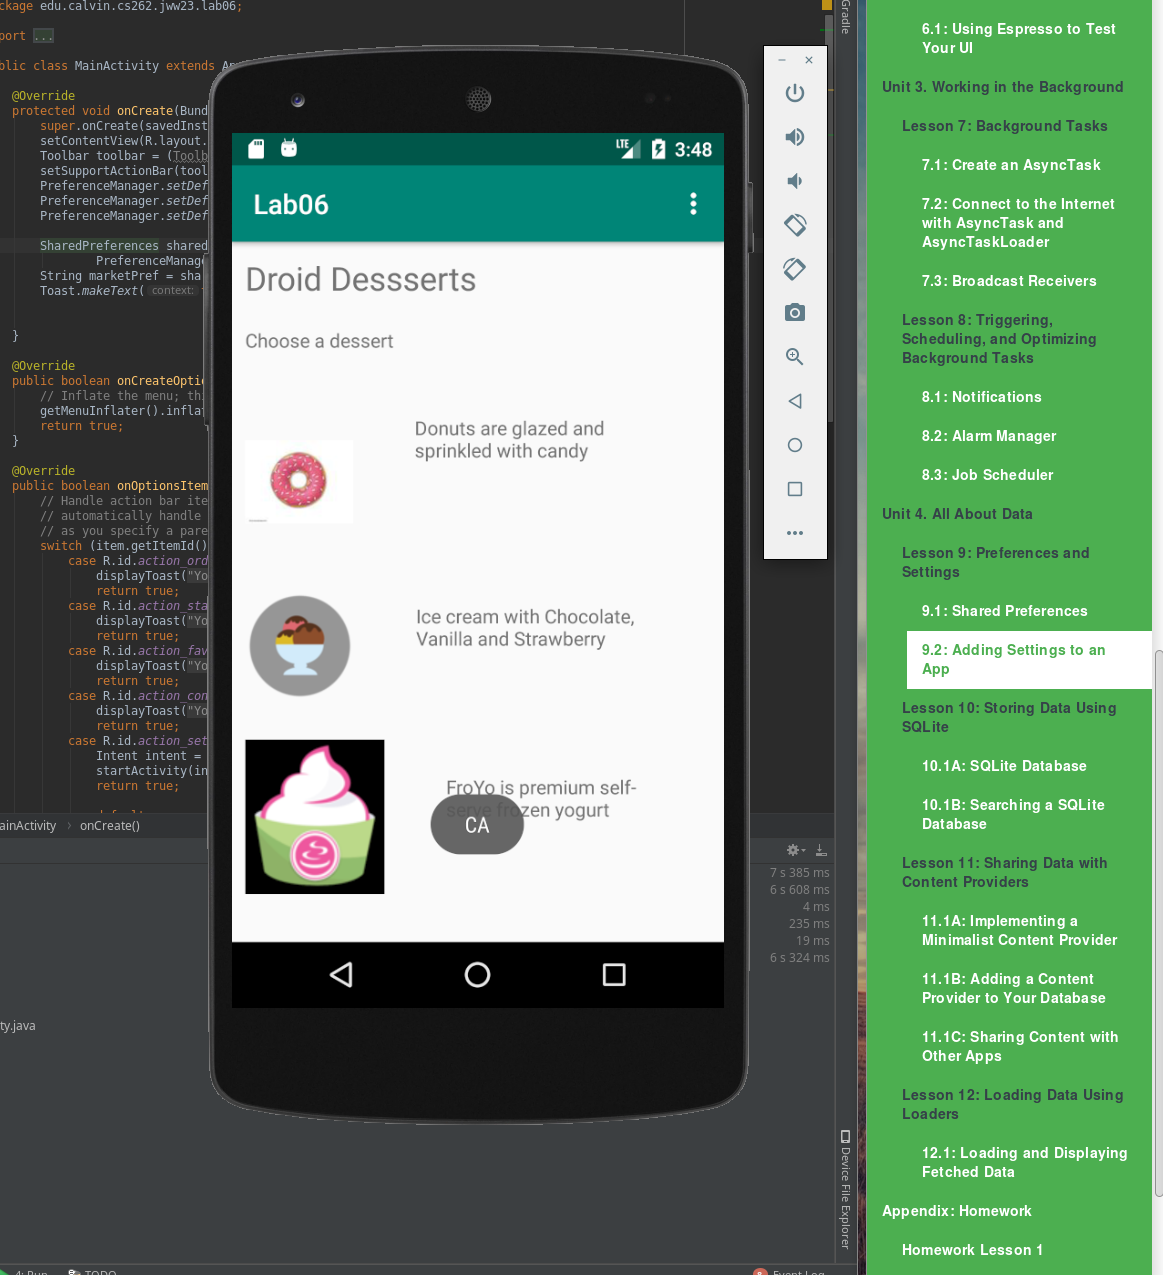 ckage edu.calvin.cs262.jww23.lab06;
port ...
blic class MainActivity extends Ap
@Override
protected void onCreate(Bund
super.onCreate(savedInst
setContentView(R.layout.
Toolbar toolbar = (Toolb
setSupportActionBar(tool
PreferenceManager.setDef
PreferenceManager.setDef
PreferenceManager.setDef
SharedPreferences shared
PreferenceManage
String marketPref = sha
Toast.makeText( context:
}
@Override
public boolean onCreateOptio
// Inflate the menu; thi
getMenuInflater().infla
return true;
}
@Override
public boolean onOptionsItem
// Handle action bar ite
// automatically handle
// as you specify a pare
switch (item.getItemId()
case R.id.action_ord
displayToast("Yo
return true;
case R.id.action_sta
displayToast("Yo
return true;
case R.id.action_fav
displayToast("Yo
return true;
case R.id.action_con
displayToast("Yo
return true;
case R.id.action_set
Intent intent =
startActivity(in
return true;
ainActivity › onCreate()
7 s 385 ms
6 s 608 ms
4 ms
235 ms
19 ms
6 s 324 ms
ty.java
4: Run TODO
Event Log
Gradle
Device File Explorer
LTE 3:48
Lab06
Droid Dessserts
Choose a dessert
Donuts are glazed and
sprinkled with candy
Ice cream with Chocolate,
Vanilla and Strawberry
FroYo is premium self-
serve frozen yogurt
CA
6.1: Using Espresso to Test
Your UI
Unit 3. Working in the Background
Lesson 7: Background Tasks
7.1: Create an AsyncTask
7.2: Connect to the Internet
with AsyncTask and
AsyncTaskLoader
7.3: Broadcast Receivers
Lesson 8: Triggering,
Scheduling, and Optimizing
Background Tasks
8.1: Notifications
8.2: Alarm Manager
8.3: Job Scheduler
Unit 4. All About Data
Lesson 9: Preferences and
Settings
9.1: Shared Preferences
9.2: Adding Settings to an
App
Lesson 10: Storing Data Using
SQLite
10.1A: SQLite Database
10.1B: Searching a SQLite
Database
Lesson 11: Sharing Data with
Content Providers
11.1A: Implementing a
Minimalist Content Provider
11.1B: Adding a Content
Provider to Your Database
11.1C: Sharing Content with
Other Apps
Lesson 12: Loading Data Using
Loaders
12.1: Loading and Displaying
Fetched Data
Appendix: Homework
Homework Lesson 1